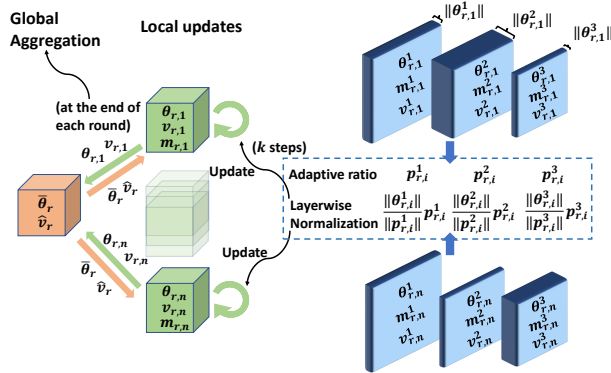 Global
Aggregation
Local updates
(at the end of
each round)
θ_{r,1} v_{r,1}
θ̄_r v̂_r
θ̄_r
v̂_r
θ_{r,n}
v_{r,n}
θ̄_r v̂_r
θ_{r,1}
v_{r,1}
m_{r,1}
(k steps)
Update
Update
θ_{r,n}
v_{r,n}
m_{r,n}
‖θ^1_{r,1}‖
‖θ^2_{r,1}‖
‖θ^3_{r,1}‖
θ^1_{r,1}
m^1_{r,1}
v^1_{r,1}
θ^2_{r,1}
m^2_{r,1}
v^2_{r,1}
θ^3_{r,1}
m^3_{r,1}
v^3_{r,1}
Adaptive ratio p^1_{r,i} p^2_{r,i} p^3_{r,i}
Layerwise
Normalization
‖θ^1_{r,1}‖/‖p^1_{r,i}‖ p^1_{r,i} ‖θ^2_{r,i}‖/‖p^2_{r,i}‖ p^2_{r,i} ‖θ^3_{r,i}‖/‖p^3_{r,i}‖ p^3_{r,i}
θ^1_{r,n}
m^1_{r,n}
v^1_{r,n}
θ^2_{r,n}
m^2_{r,n}
v^2_{r,n}
θ^3_{r,n}
m^3_{r,n}
v^3_{r,n}